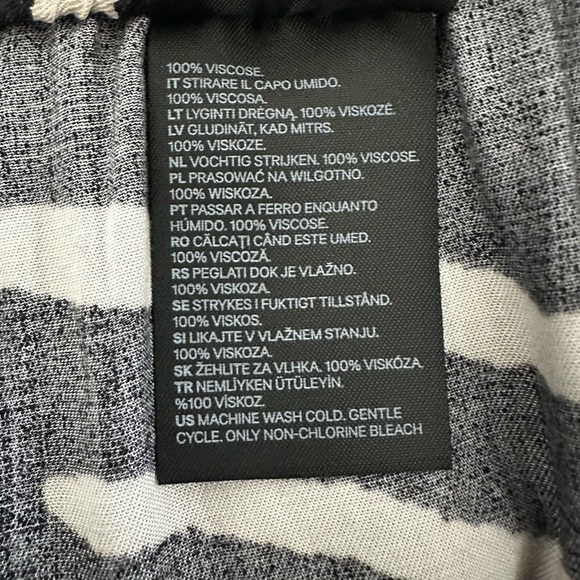 100% VISCOSE.
IT STIRARE IL CAPO UMIDO.
100% VISCOSA.
LT LYGINTI DRĖGNĄ. 100% VISKOZĖ.
LV GLUDINĀT, KAD MITRS.
100% VISKOZE.
NL VOCHTIG STRIJKEN. 100% VISCOSE.
PL PRASOWAĆ NA WILGOTNO.
100% WISKOZA.
PT PASSAR A FERRO ENQUANTO
HÚMIDO. 100% VISCOSE.
RO CĂLCAŢI CÂND ESTE UMED.
100% VISCOZĂ.
RS PEGLATI DOK JE VLAŽNO.
100% VISKOZA.
SE STRYKES I FUKTIGT TILLSTÅND.
100% VISKOS.
SI LIKAJTE V VLAŽNEM STANJU.
100% VISKOZA.
SK ŽEHLITE ZA VLHKA. 100% VISKÓZA.
TR NEMLİYKEN ÜTÜLEYİN.
%100 VİSKOZ.
US MACHINE WASH COLD. GENTLE
CYCLE. ONLY NON-CHLORINE BLEACH